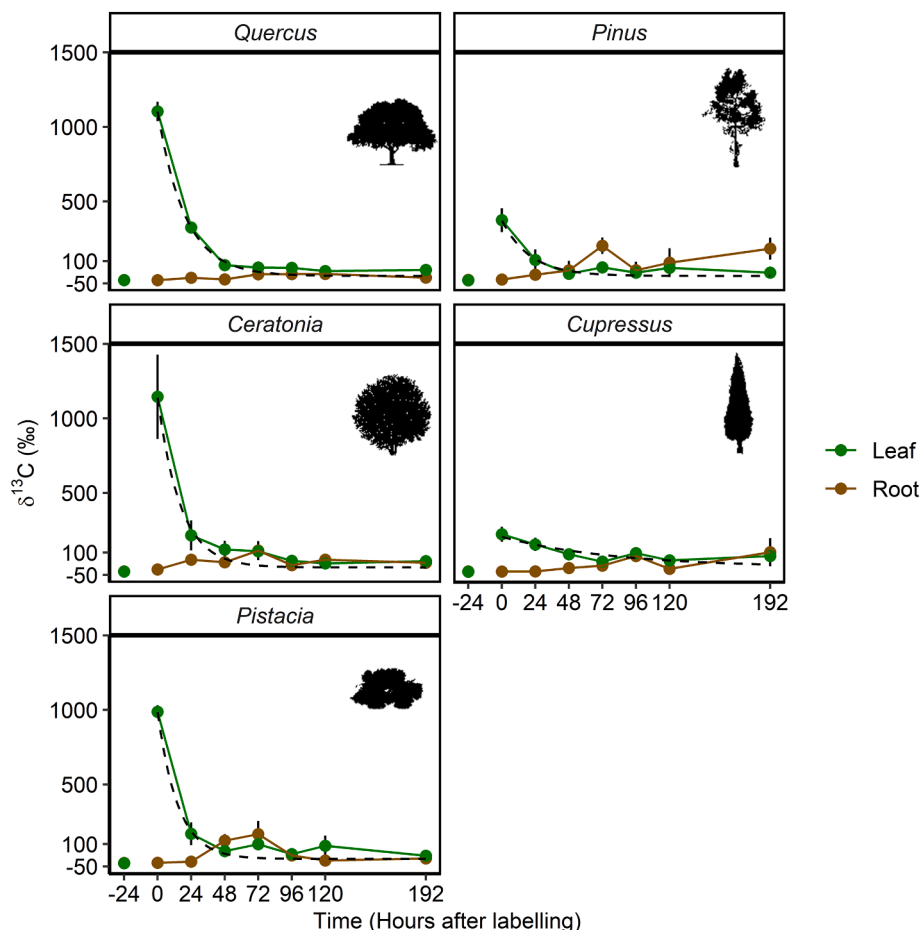 Quercus
Pinus
1500
1000
500
100
-50
Ceratonia
Cupressus
1500
1000
500
100
-50
δ¹³C (‰)
Leaf
Root
-24 0 24 48 72 96 120 192
Pistacia
1500
1000
500
100
-50
-24 0 24 48 72 96 120 192
Time (Hours after labelling)